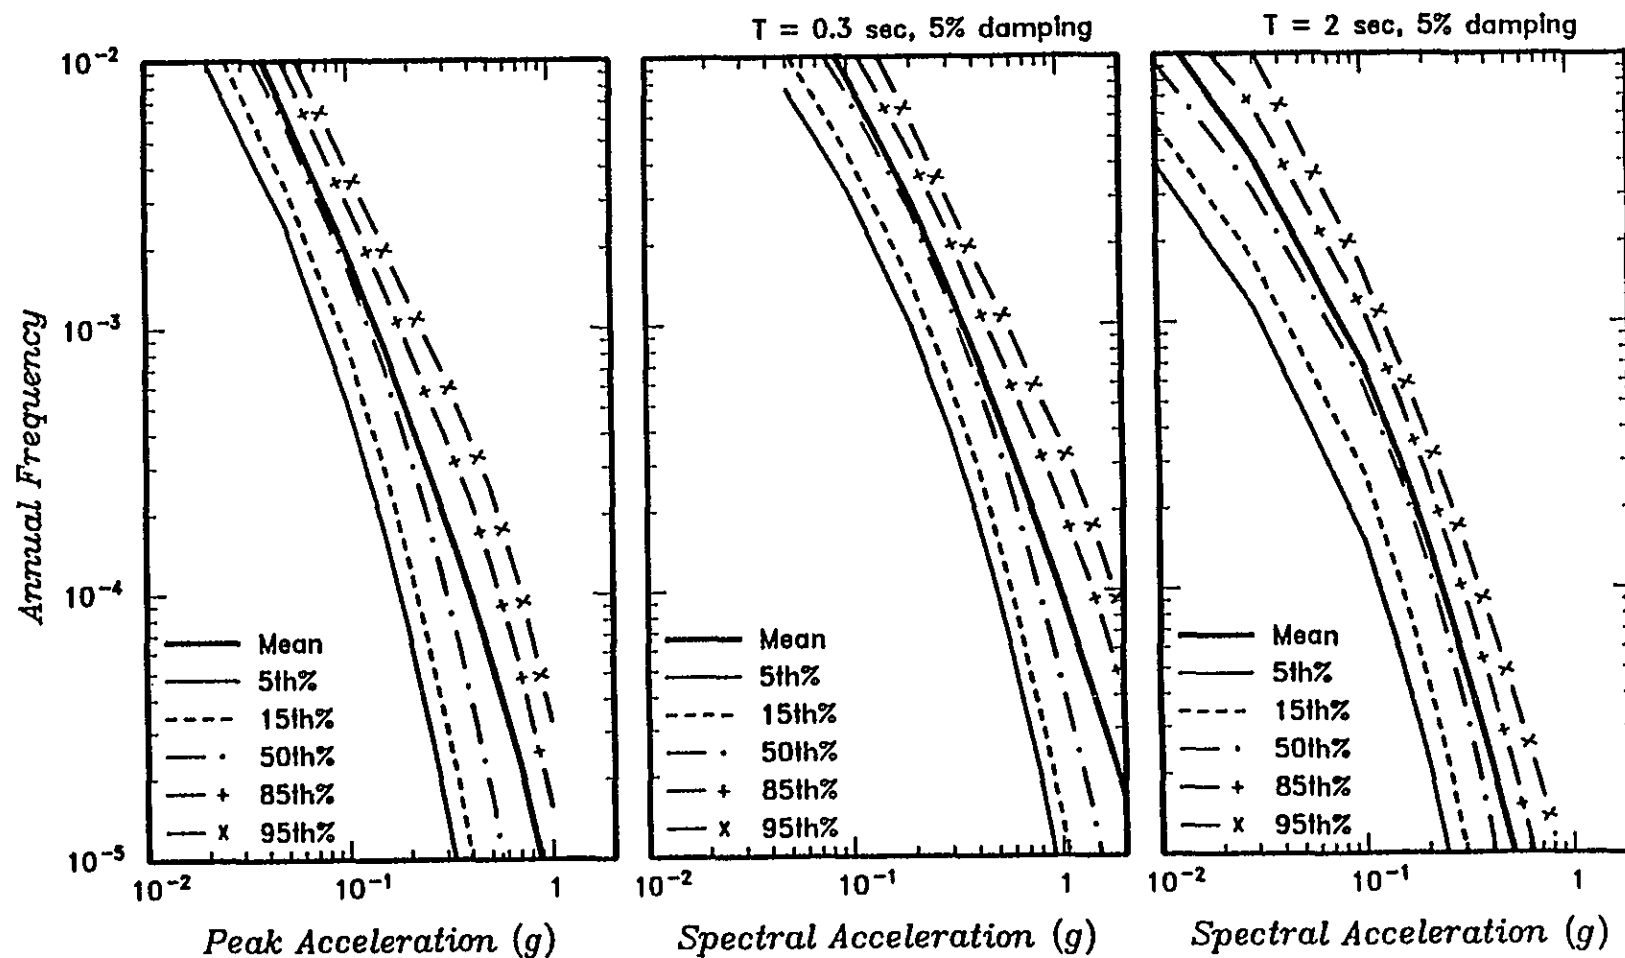 T = 0.3 sec, 5% damping
T = 2 sec, 5% damping
Annual Frequency
10⁻²
10⁻³
10⁻⁴
10⁻⁵
Mean
5th%
15th%
50th%
85th%
95th%
10⁻²
10⁻¹
1
Peak Acceleration (g)
Mean
5th%
15th%
50th%
85th%
95th%
10⁻²
10⁻¹
1
Spectral Acceleration (g)
Mean
5th%
15th%
50th%
85th%
95th%
10⁻²
10⁻¹
1
Spectral Acceleration (g)